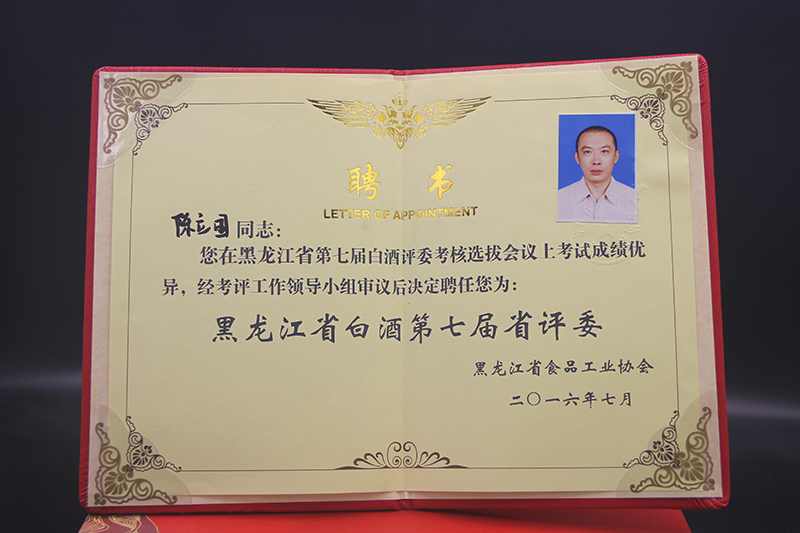 聘 书
LETTER OF APPOINTMENT
陈立国同志：
您在黑龙江省第七届白酒评委考核选拔会议上考试成绩优
异，经考评工作领导小组审议后决定聘任您为：
黑龙江省白酒第七届省评委
黑龙江省食品工业协会
二〇一六年七月